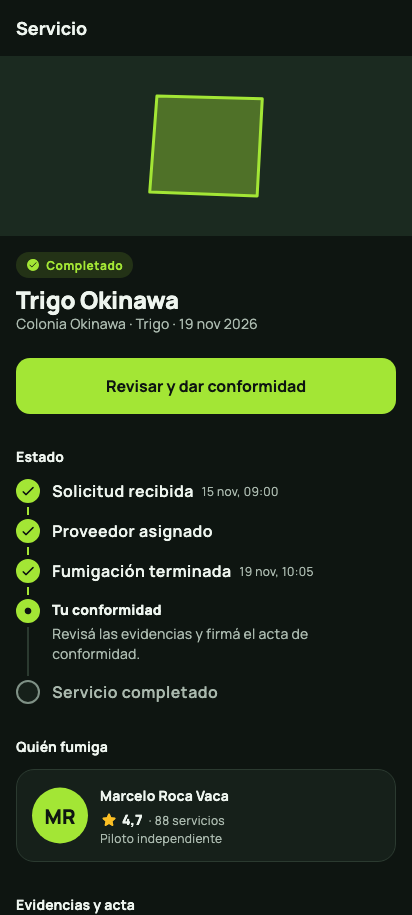 Servicio
Completado
Trigo Okinawa
Colonia Okinawa · Trigo · 19 nov 2026
Revisar y dar conformidad
Estado
Solicitud recibida 15 nov, 09:00
Proveedor asignado
Fumigación terminada 19 nov, 10:05
Tu conformidad
Revisá las evidencias y firmá el acta de
conformidad.
Servicio completado
Quién fumiga
MR
Marcelo Roca Vaca
4,7 · 88 servicios
Piloto independiente
Evidencias y acta